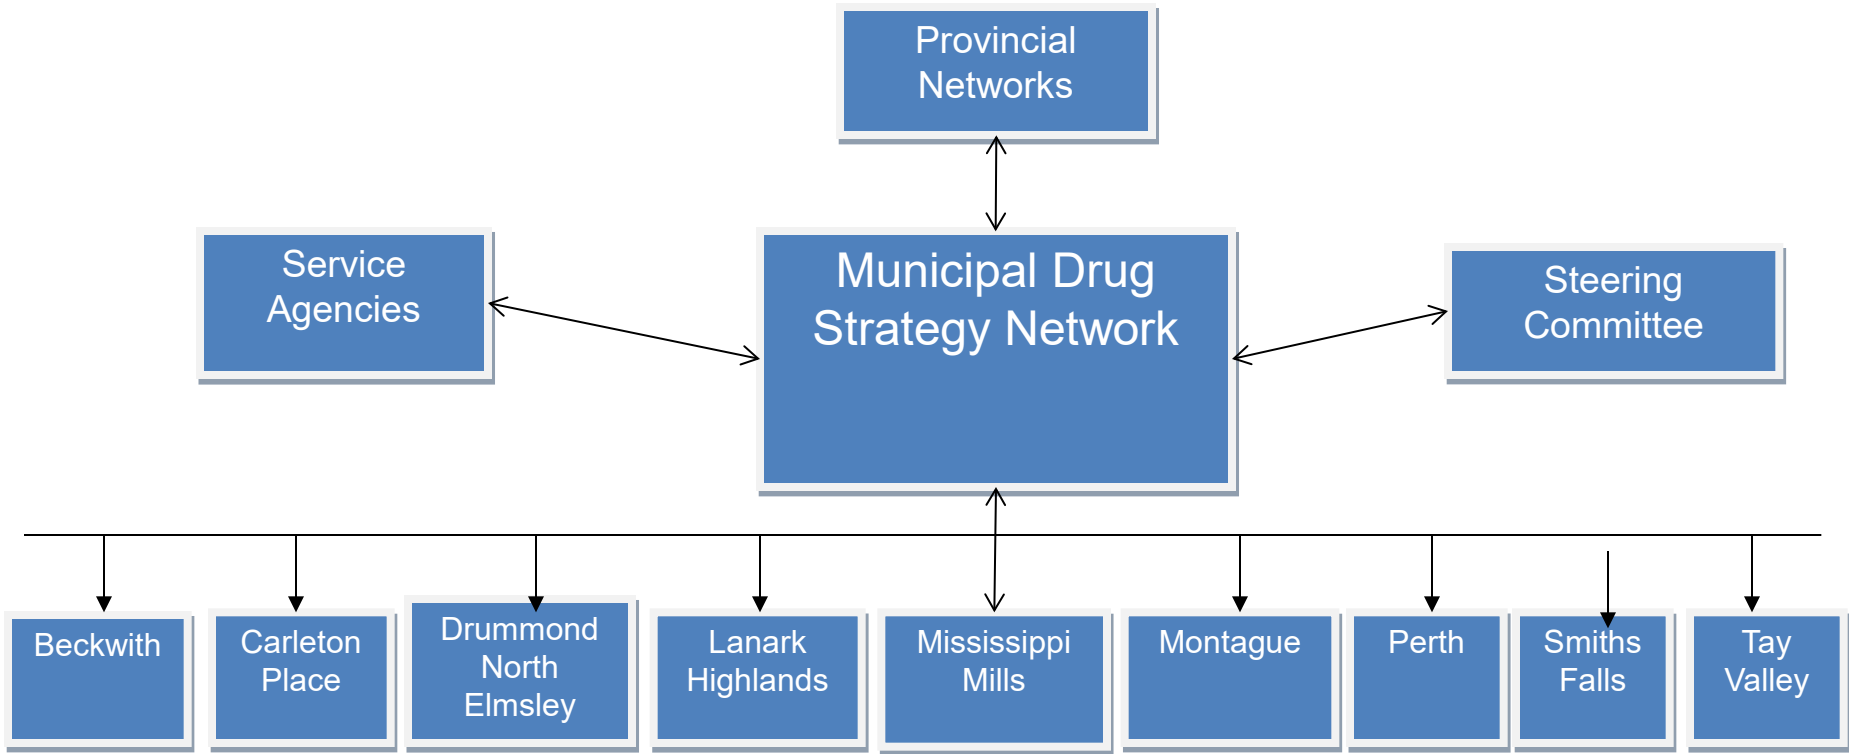 Provincial
Networks
Service
Agencies
Municipal Drug
Strategy Network
Steering
Committee
Beckwith
Carleton
Place
Drummond
North
Elmsley
Lanark
Highlands
Mississippi
Mills
Montague
Perth
Smiths
Falls
Tay
Valley